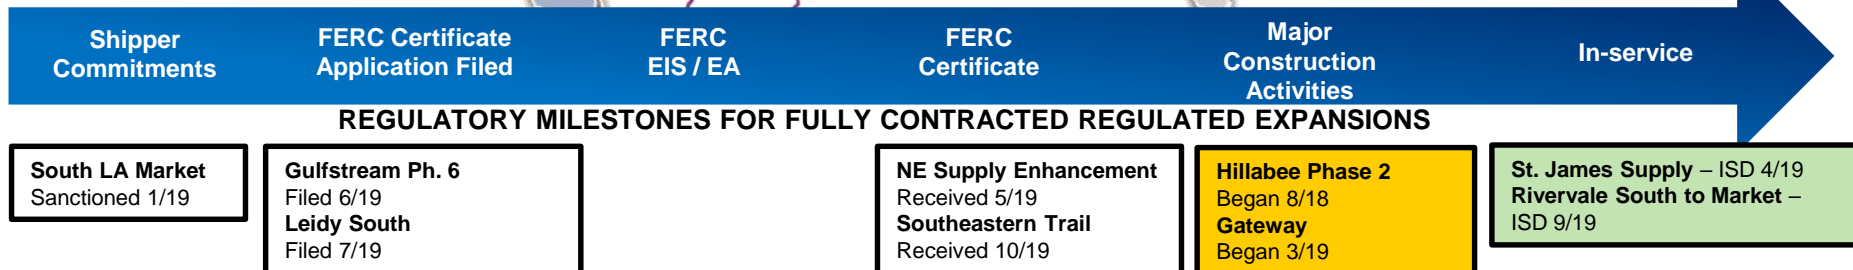 Shipper
Commitments
FERC Certificate
Application Filed
FERC
EIS / EA
FERC
Certificate
Major
Construction
Activities
In-service
REGULATORY MILESTONES FOR FULLY CONTRACTED REGULATED EXPANSIONS
South LA Market
Sanctioned 1/19
Gulfstream Ph. 6
Filed 6/19
Leidy South
Filed 7/19
NE Supply Enhancement
Received 5/19
Southeastern Trail
Received 10/19
Hillabee Phase 2
Began 8/18
Gateway
Began 3/19
St. James Supply – ISD 4/19
Rivervale South to Market –
ISD 9/19